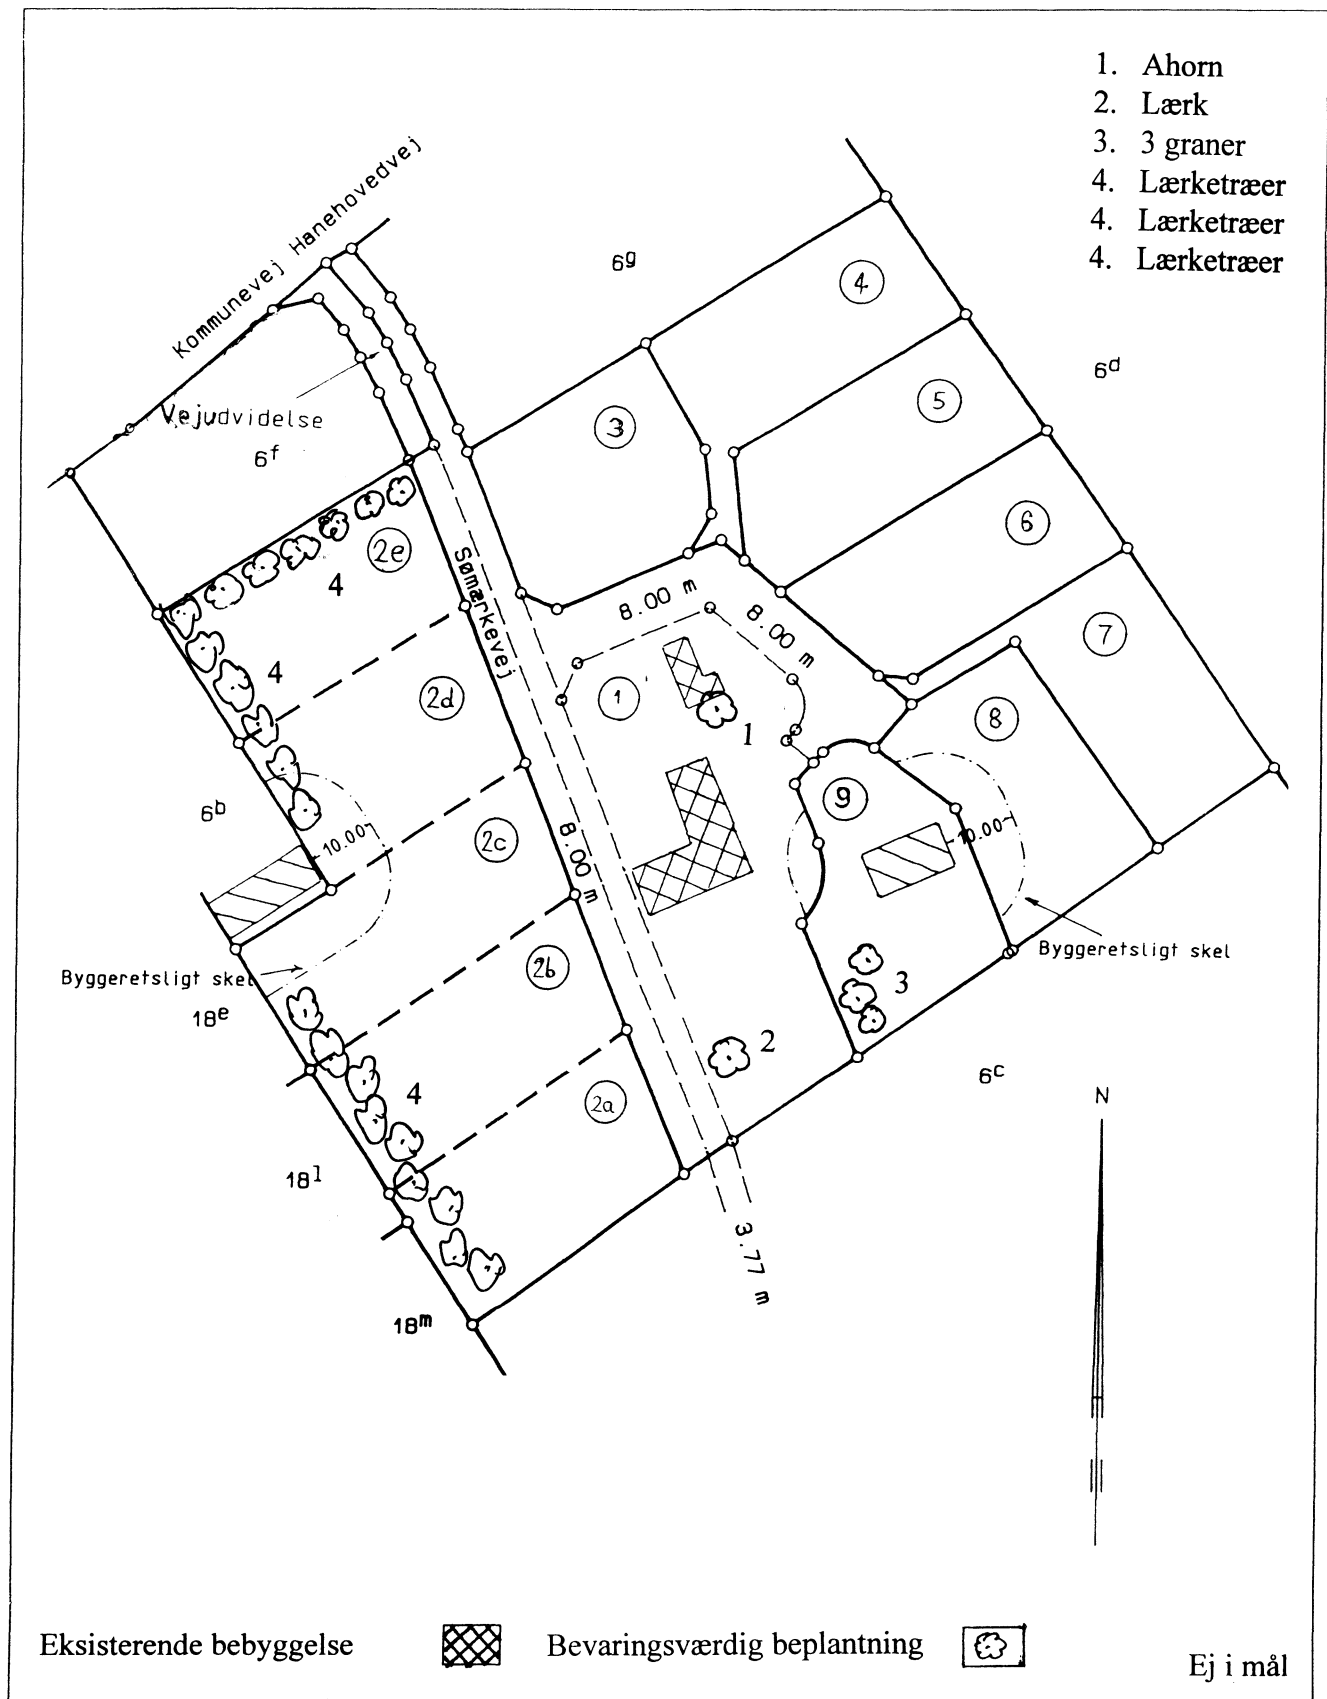 1. Ahorn
2. Lærk
3. 3 graner
4. Lærketræer
4. Lærketræer
4. Lærketræer
Kommunevej Hanehovedvej
6g
4
6d
5
3
Vejudvidelse
6f
6
2e
Sømærkevej
4
8.00 m
8.00 m
7
4
2d
1
8
1
6b
9
2c
10.00
8.00 m
10.00
2b
3
Byggeretsligt skel
Byggeretsligt skel
18e
2
6c
4
2a
N
18l
3.77 m
18m
Eksisterende bebyggelse
Bevaringsværdig beplantning
Ej i mål